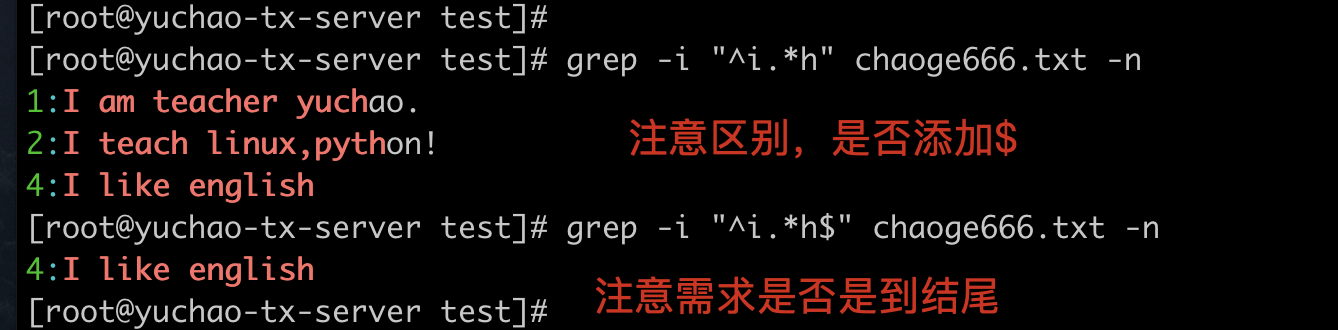 [root@yuchao-tx-server test]#
[root@yuchao-tx-server test]# grep -i "^i.*h" chaoge666.txt -n
1:I am teacher yuchao.
2:I teach linux,python!
注意区别，是否添加$
4:I like english
[root@yuchao-tx-server test]# grep -i "^i.*h$" chaoge666.txt -n
4:I like english
注意需求是否是到结尾
[root@yuchao-tx-server test]#